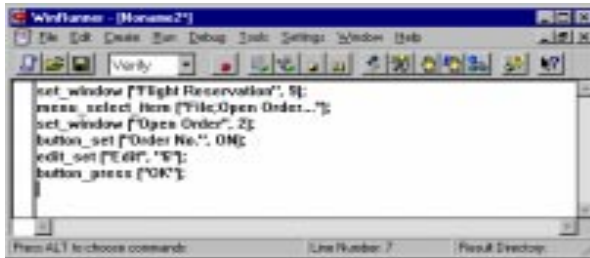 WinRunner - [Noname2*]
File Edit Create Run Debug Tools Settings Window Help
Verify
set_window ("Flight Reservation", 5);
menu_select_item ("File;Open Order...");
set_window ("Open Order", 2);
button_set ("Order No.", ON);
edit_set ("Edit", "6");
button_press ("OK");
Press ALT to choose commands Line Number: 7 Result Directory: